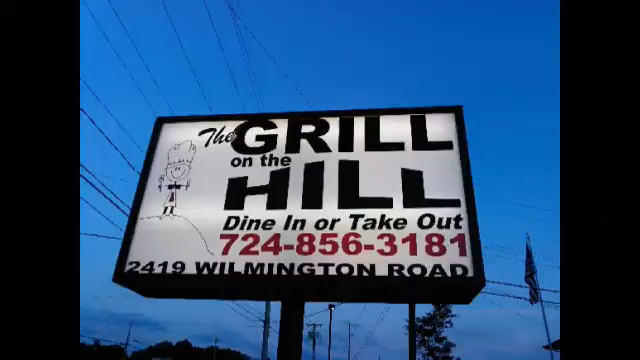 The GRILL
on the
HILL
Dine In or Take Out
724-856-3181
2419 WILMINGTON ROAD